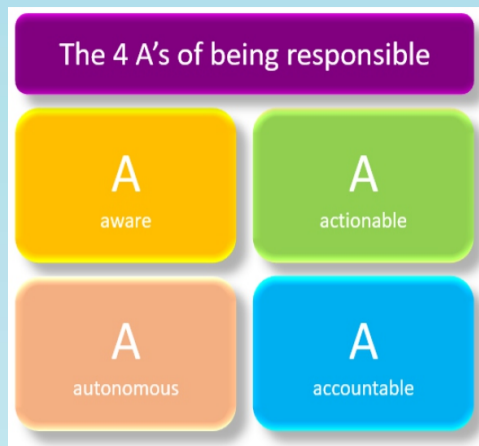 The 4 A's of being responsible
A
aware
A
actionable
A
autonomous
A
accountable